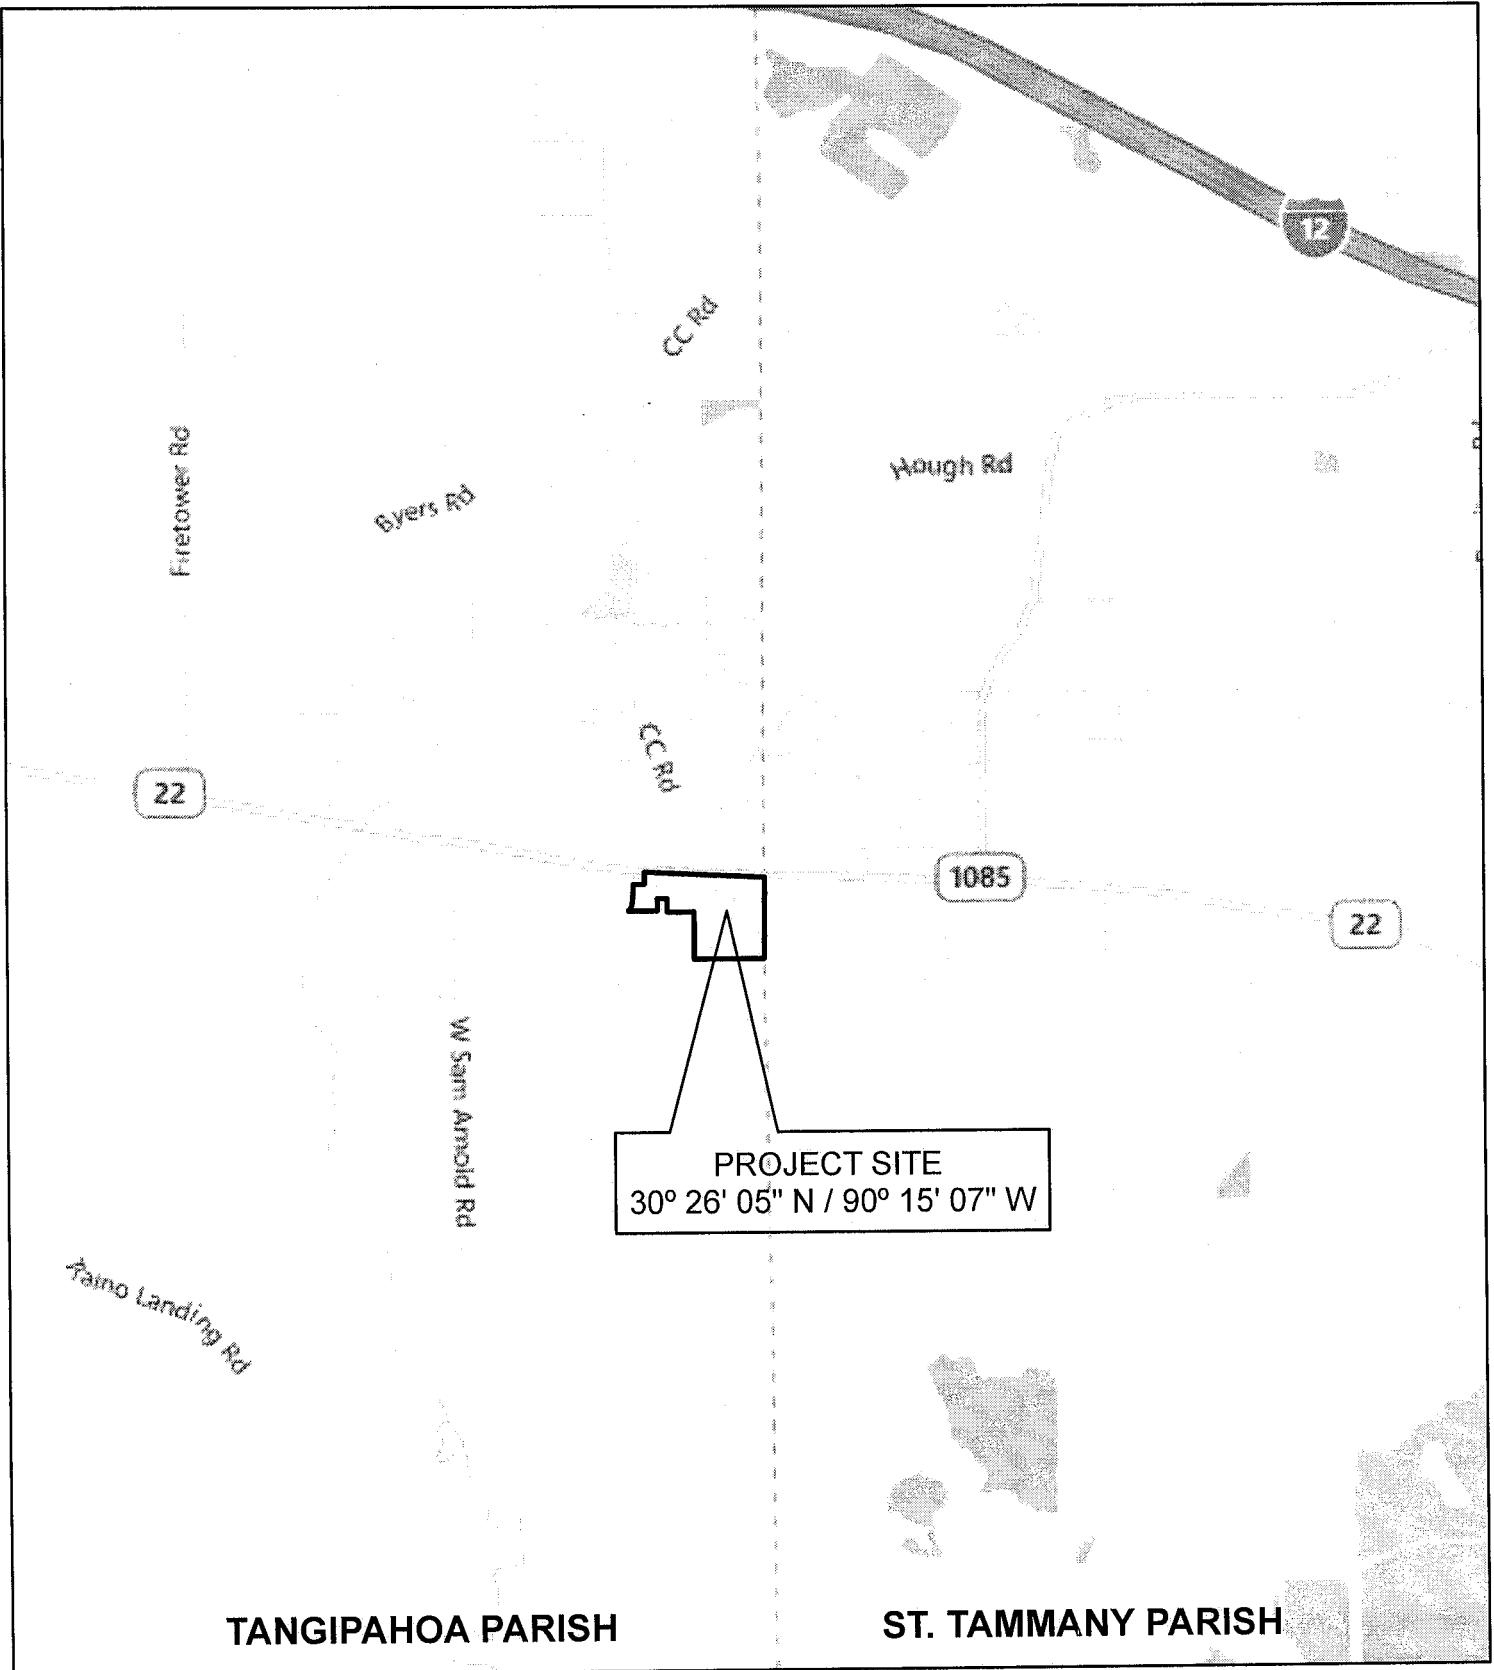 12
CC Rd
Firetower Rd
Byers Rd
Hough Rd
CC Rd
22
1085
22
W Sam Arnold Rd
PROJECT SITE
30º 26' 05" N / 90º 15' 07" W
Landing Rd
TANGIPAHOA PARISH
ST. TAMMANY PARISH